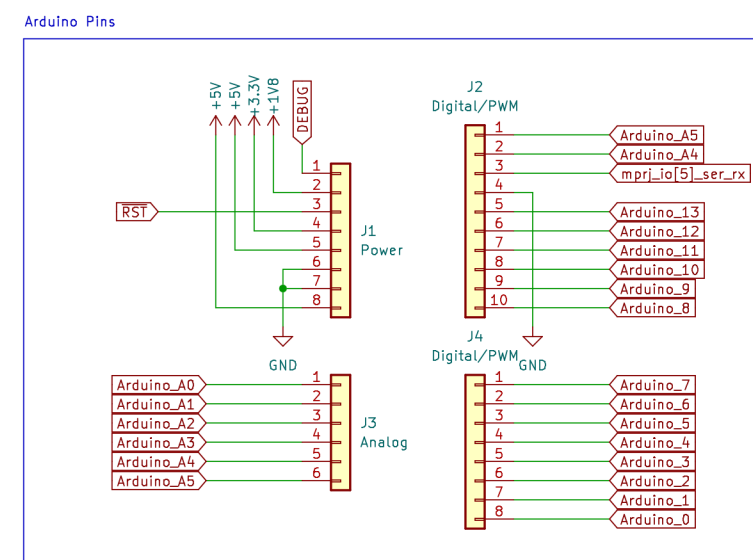 Arduino Pins
+5V
+5V
+3.3V
+1V8
DEBUG
RST
1
2
3
4
5
6
7
8
J1
Power
GND
J2
Digital/PWM
1
2
3
4
5
6
7
8
9
10
Arduino_A5
Arduino_A4
mprj_io[5]_ser_rx
Arduino_13
Arduino_12
Arduino_11
Arduino_10
Arduino_9
Arduino_8
GND
Arduino_A0
Arduino_A1
Arduino_A2
Arduino_A3
Arduino_A4
Arduino_A5
1
2
3
4
5
6
J3
Analog
J4
Digital/PWM
1
2
3
4
5
6
7
8
Arduino_7
Arduino_6
Arduino_5
Arduino_4
Arduino_3
Arduino_2
Arduino_1
Arduino_0